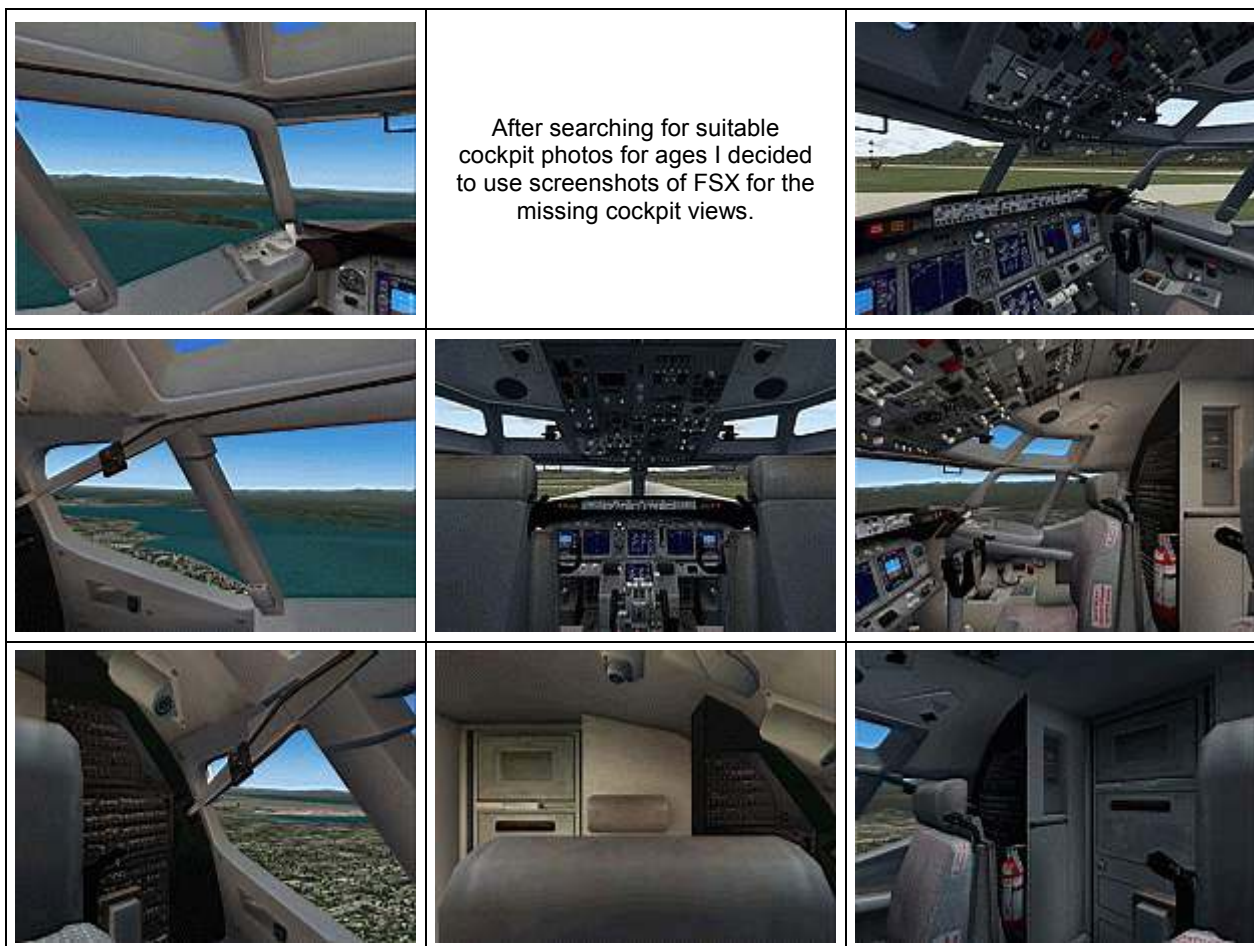 After searching for suitable
cockpit photos for ages I decided
to use screenshots of FSX for the
missing cockpit views.